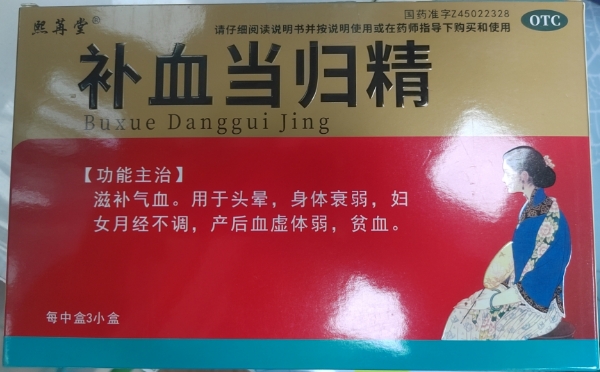 熙苒堂®
国药准字Z45022328
请仔细阅读说明书并按说明使用或在药师指导下购买和使用
OTC
补血当归精
Buxue Danggui Jing
【功能主治】
滋补气血。用于头晕，身体衰弱，妇
女月经不调，产后血虚体弱，贫血。
每中盒3小盒